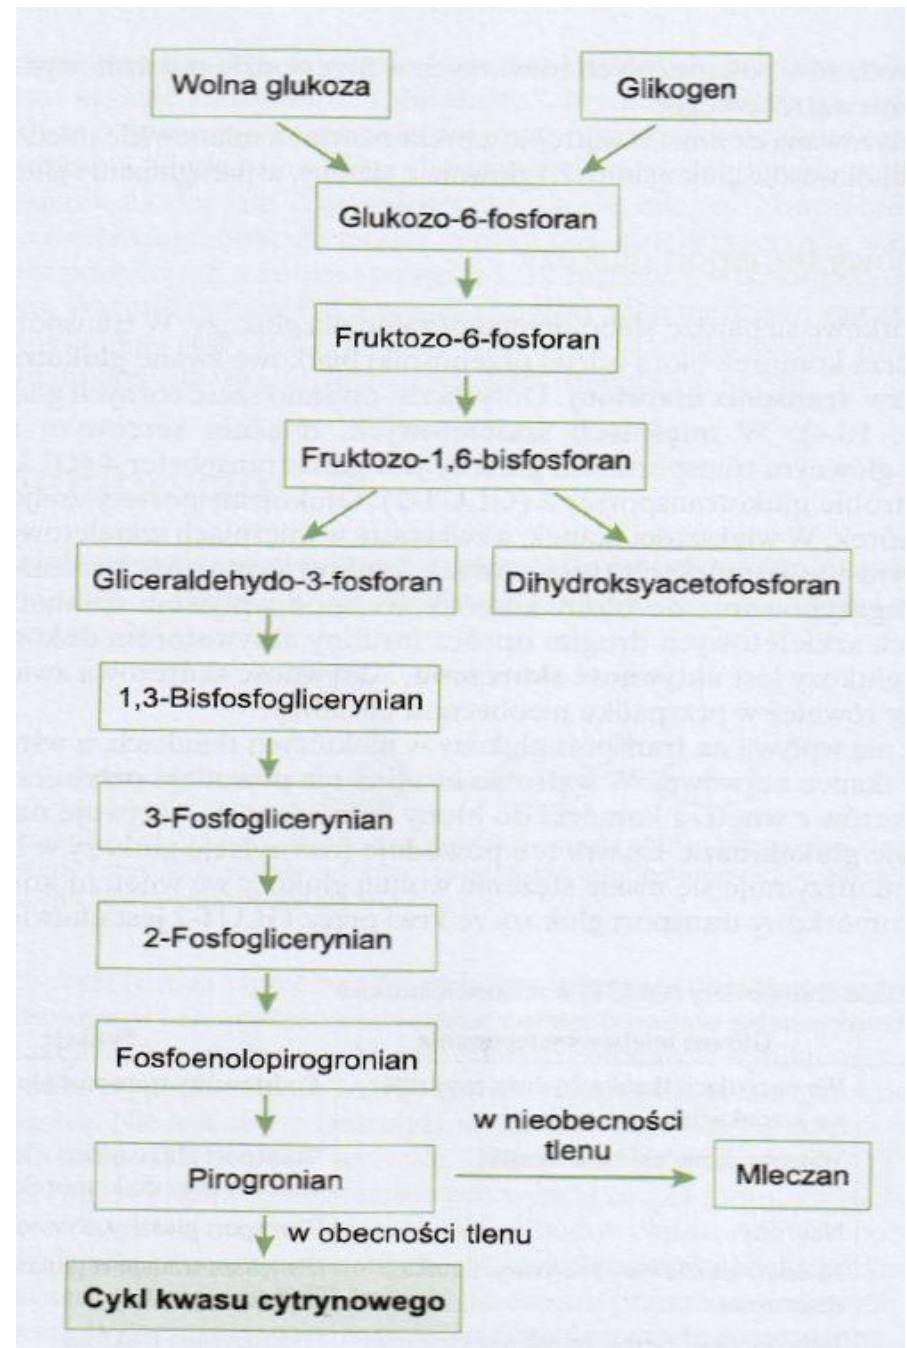 Wolna glukoza
Glikogen
Glukozo-6-fosforan
Fruktozo-6-fosforan
Fruktozo-1,6-bisfosforan
Gliceraldehydo-3-fosforan
Dihydroksyacetofosforan
1,3-Bisfosfoglicerynian
3-Fosfoglicerynian
2-Fosfoglicerynian
Fosfoenolopirogronian
w nieobecności
tlenu
Pirogronian
Mleczan
w obecności tlenu
Cykl kwasu cytrynowego